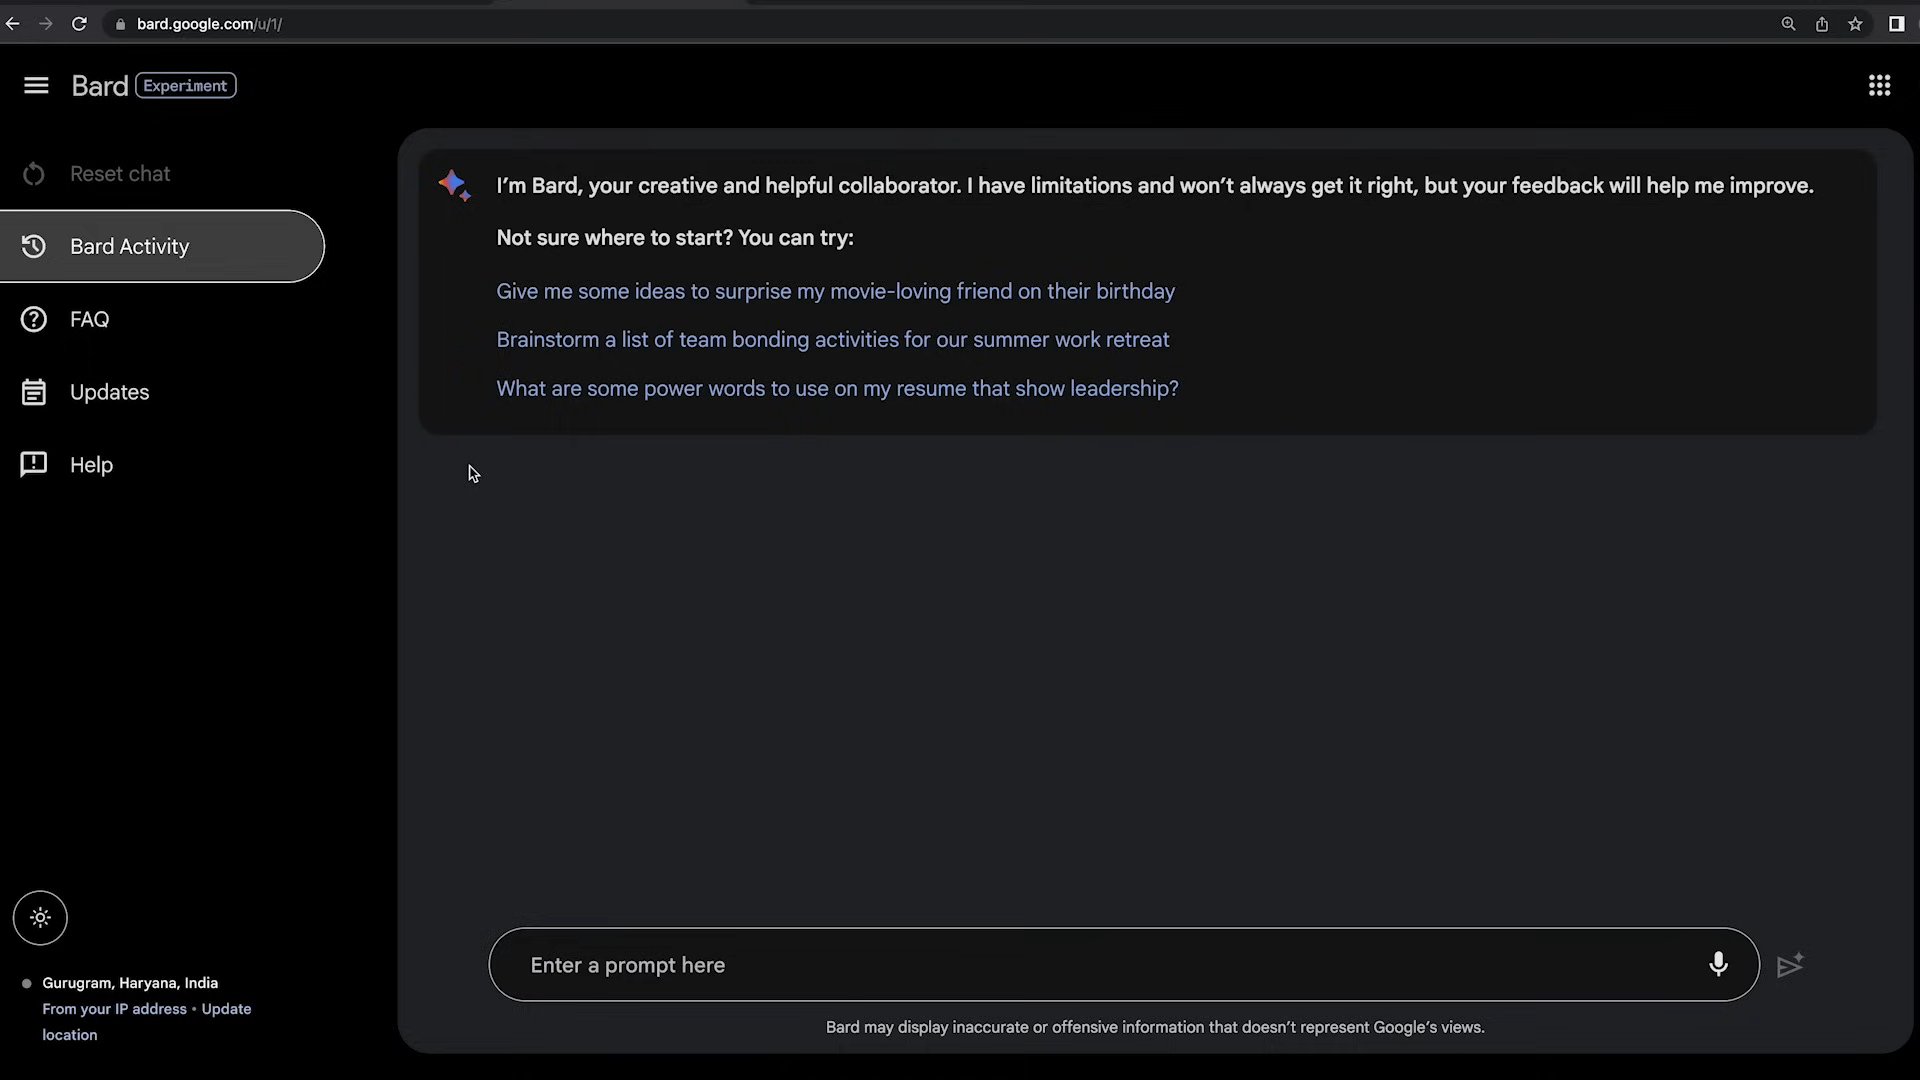 bard.google.com/u/1/
Bard Experiment
Reset chat
Bard Activity
FAQ
Updates
Help
I’m Bard, your creative and helpful collaborator. I have limitations and won’t always get it right, but your feedback will help me improve.
Not sure where to start? You can try:
Give me some ideas to surprise my movie-loving friend on their birthday
Brainstorm a list of team bonding activities for our summer work retreat
What are some power words to use on my resume that show leadership?
Enter a prompt here
Bard may display inaccurate or offensive information that doesn’t represent Google’s views.
Gurugram, Haryana, India
From your IP address • Update
location